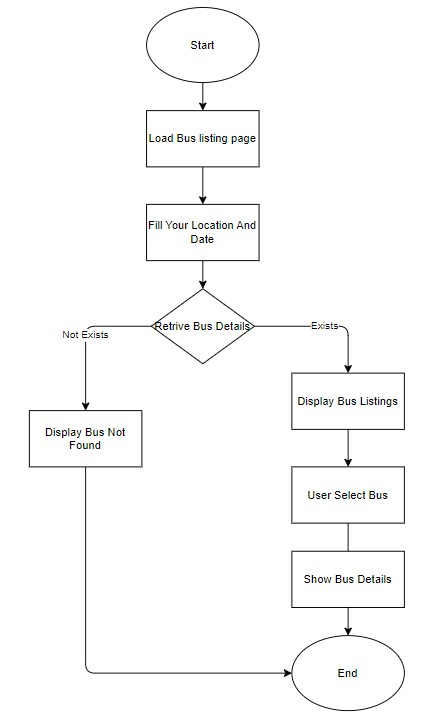 Start
Load Bus listing page
Fill Your Location And
Date
Retrive Bus Details
Not Exists
Exists
Display Bus Listings
Display Bus Not
Found
User Select Bus
Show Bus Details
End